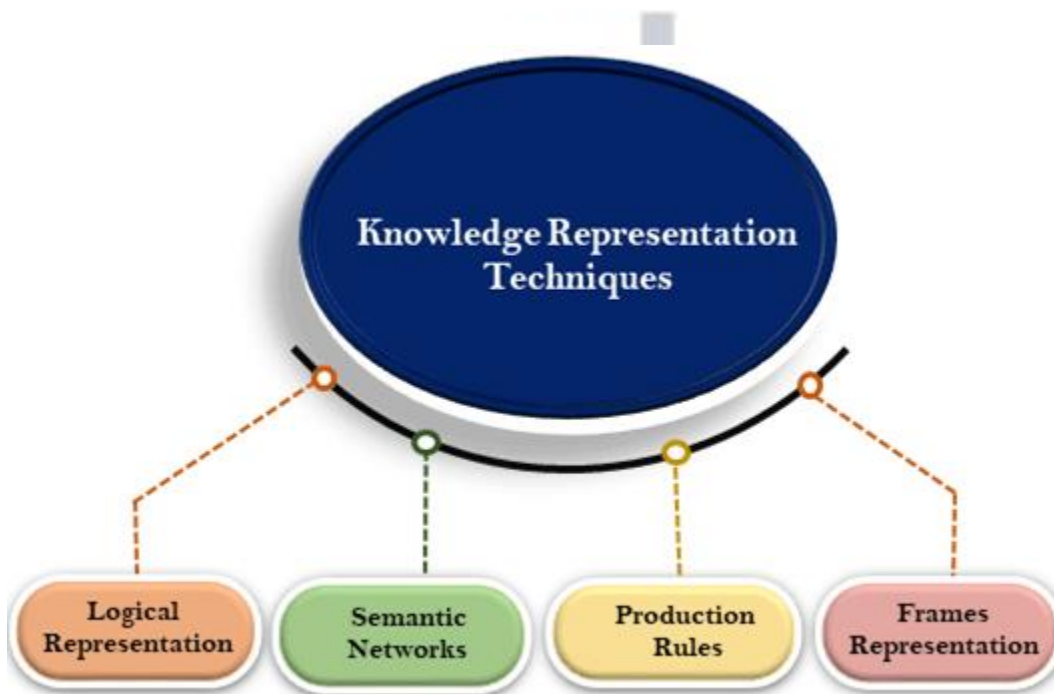 Knowledge Representation
Techniques
Logical
Representation
Semantic
Networks
Production
Rules
Frames
Representation